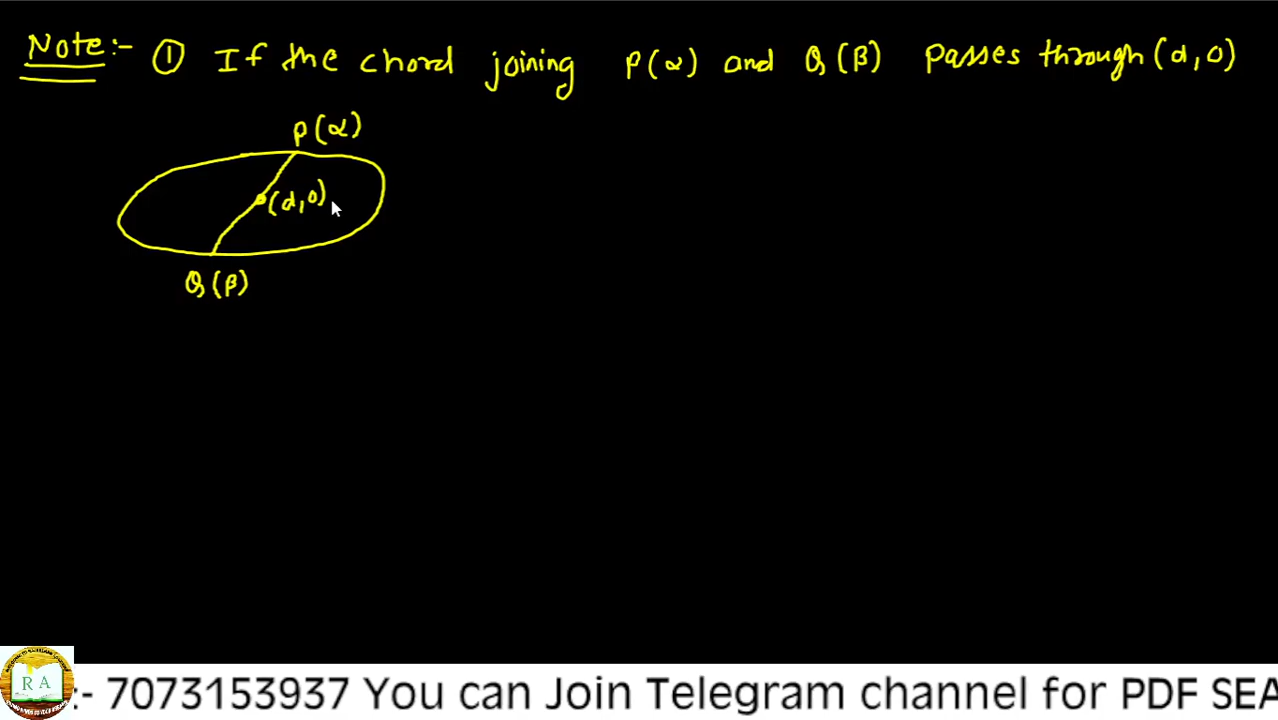 Note:- ① If the chord joining P(α) and Q(β) passes through (d,0)
P(α)
(d,0)
Q(β)
RA
:- 7073153937 You can Join Telegram channel for PDF SEA